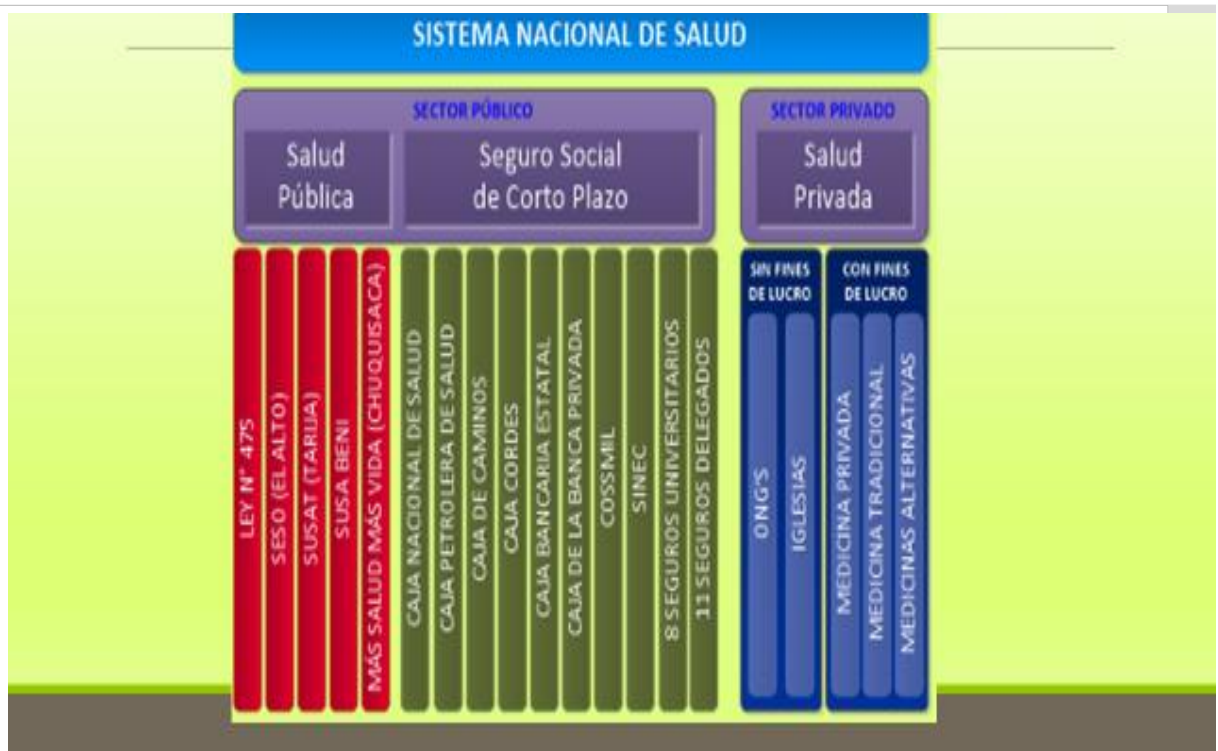 SISTEMA NACIONAL DE SALUD
SECTOR PÚBLICO
Salud
Pública
Seguro Social
de Corto Plazo
SECTOR PRIVADO
Salud
Privada
LEY N° 475
SESO (EL ALTO)
SUSAT (TARIJA)
SUSA BENI
MÁS SALUD MÁS VIDA (CHUQUISACA)
CAJA NACIONAL DE SALUD
CAJA PETROLERA DE SALUD
CAJA DE CAMINOS
CAJA CORDES
CAJA BANCARIA ESTATAL
CAJA DE LA BANCA PRIVADA
COSSMIL
SINEC
8 SEGUROS UNIVERSITARIOS
11 SEGUROS DELEGADOS
SIN FINES
DE LUCRO
ONG'S
IGLESIAS
CON FINES
DE LUCRO
MEDICINA PRIVADA
MEDICINA TRADICIONAL
MEDICINAS ALTERNATIVAS